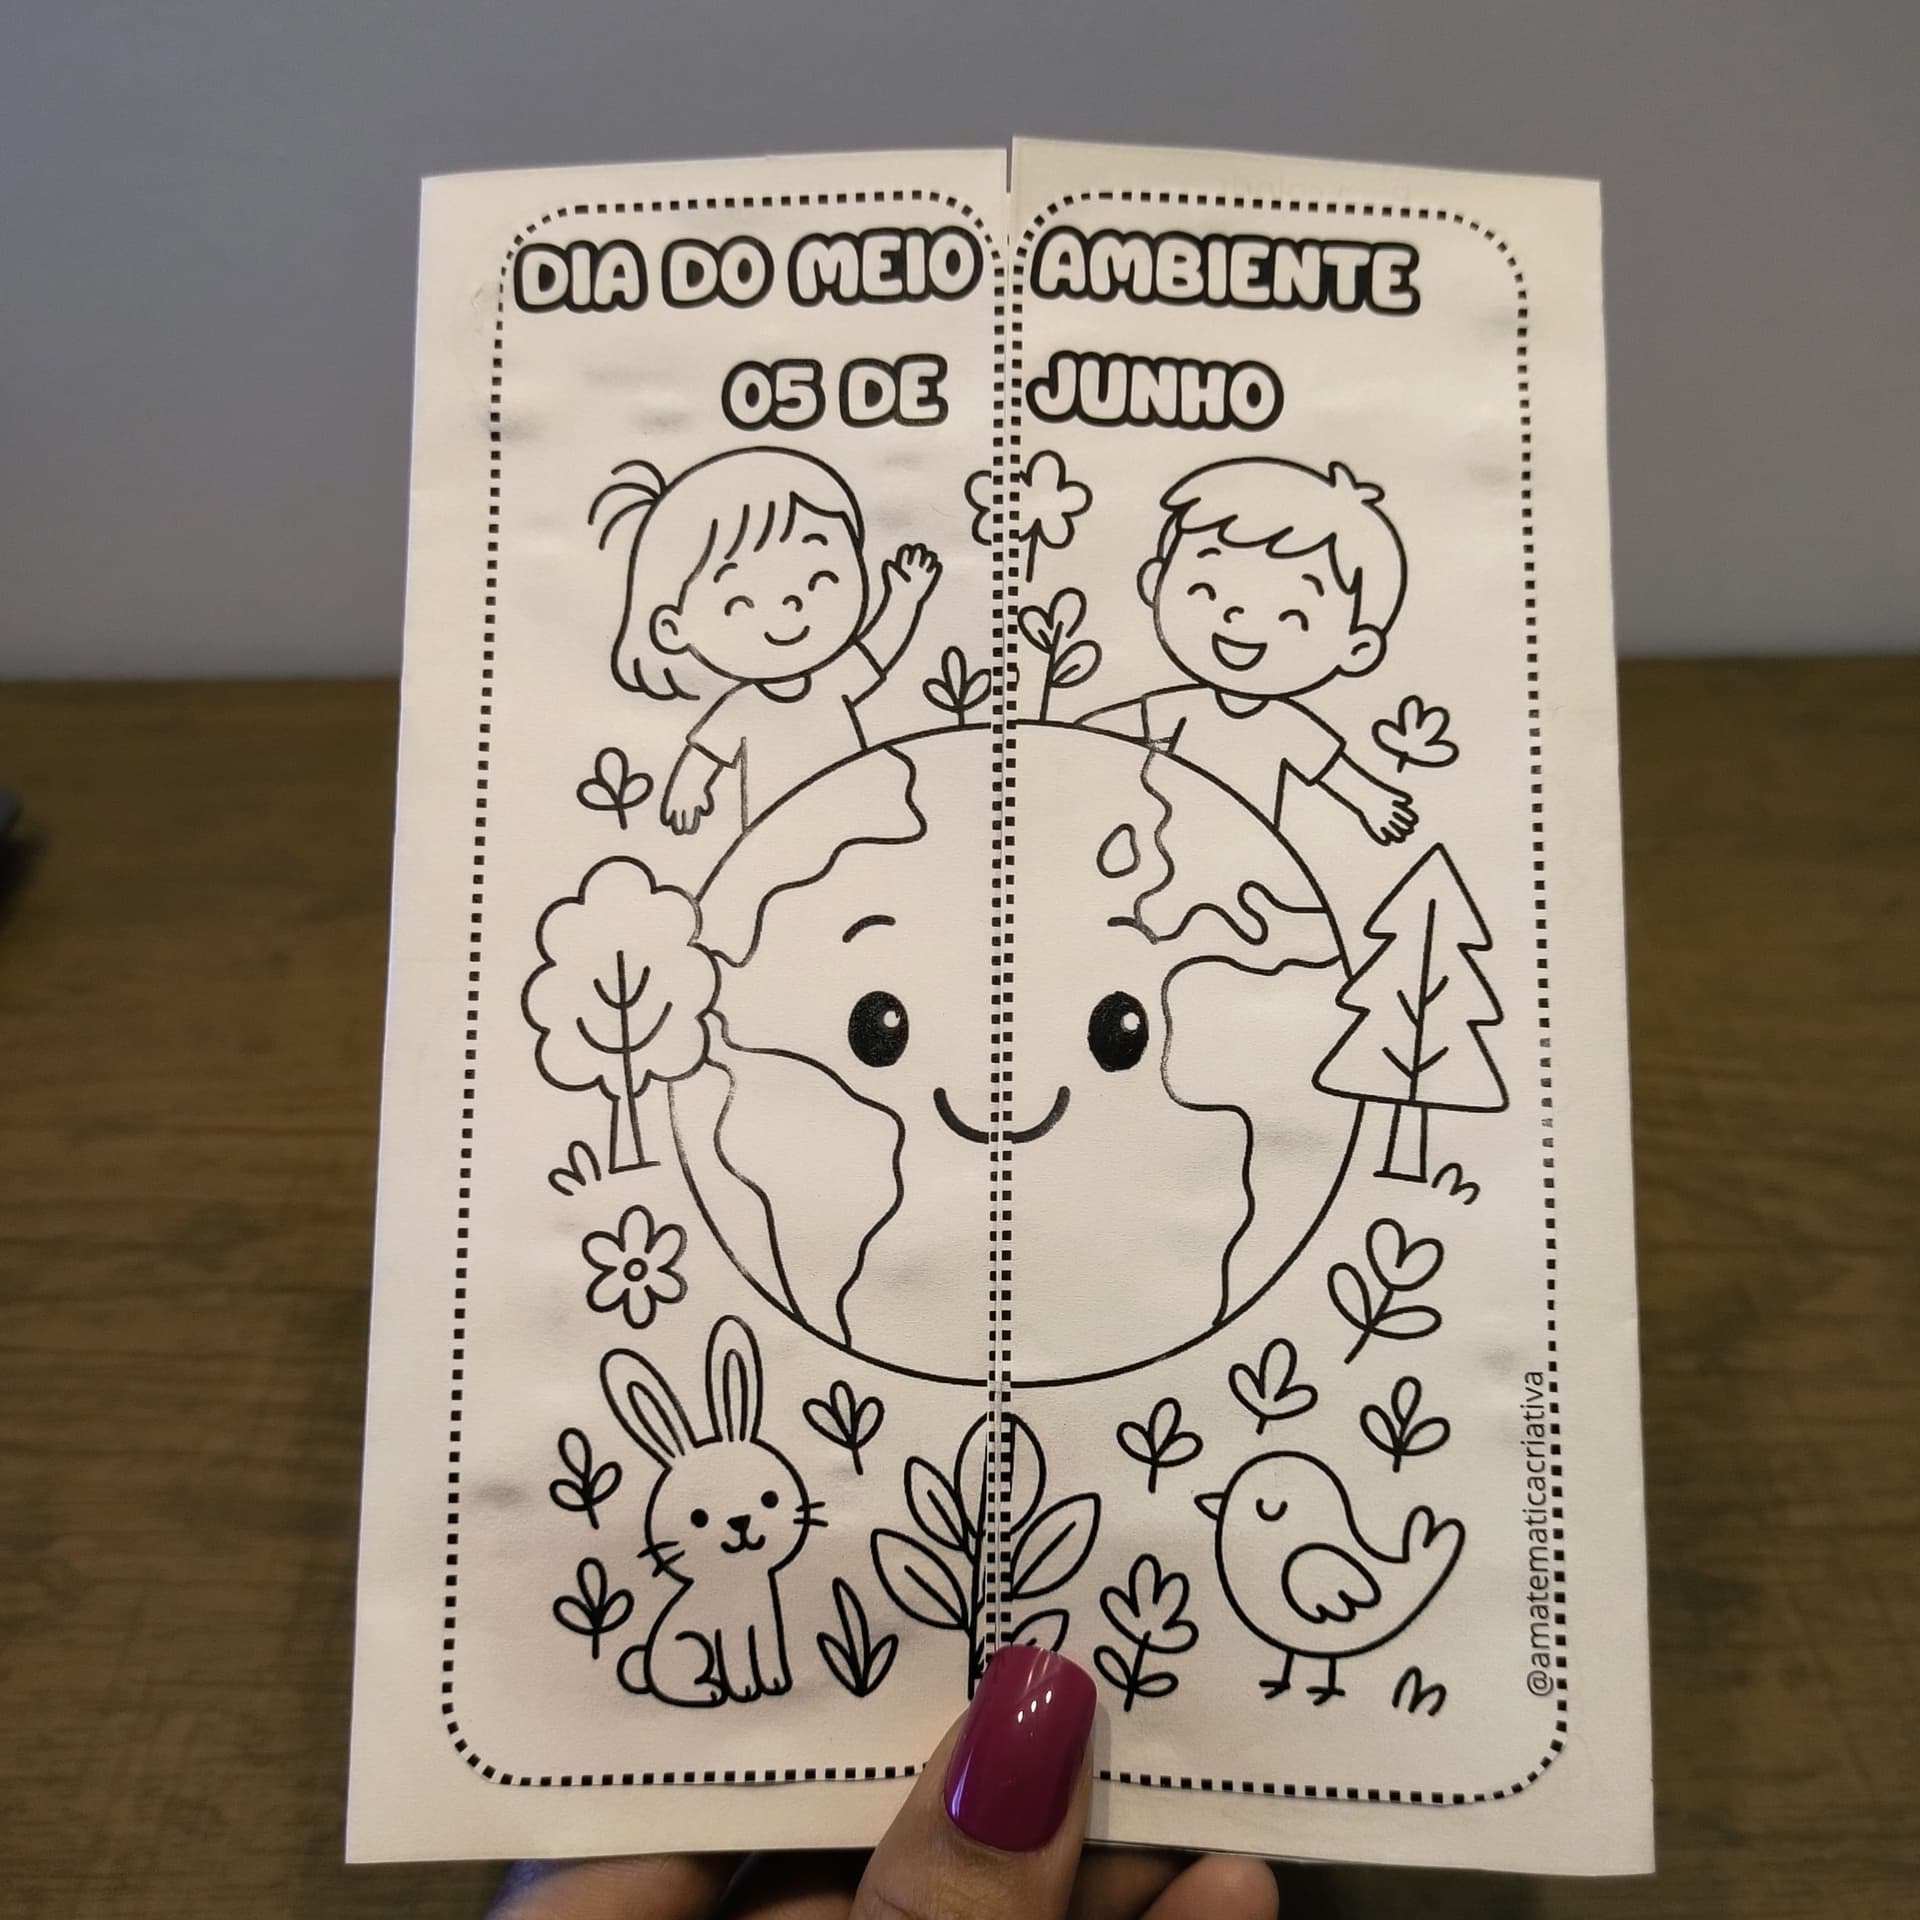 DIA DO MEIO AMBIENTE
05 DE JUNHO
@amatematicacriativa